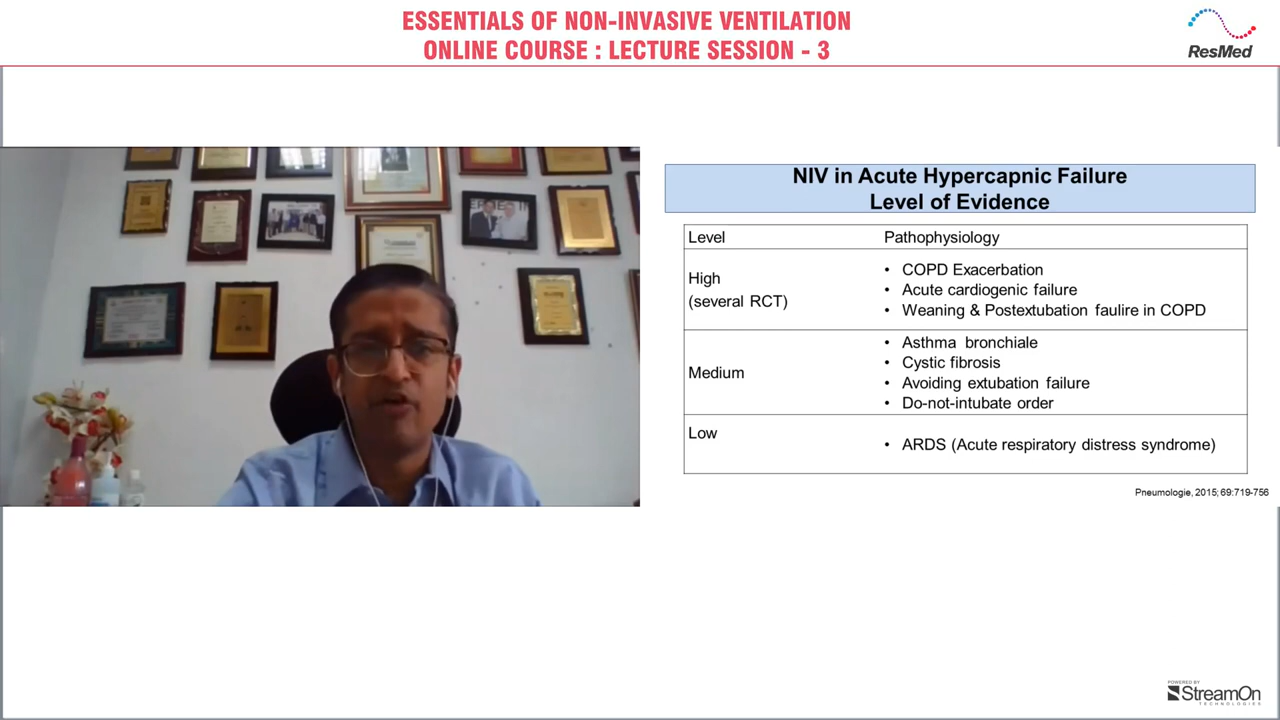 ESSENTIALS OF NON-INVASIVE VENTILATION
ONLINE COURSE : LECTURE SESSION - 3
ResMed
NIV in Acute Hypercapnic Failure
Level of Evidence
Level Pathophysiology
High
(several RCT)
• COPD Exacerbation
• Acute cardiogenic failure
• Weaning & Postextubation faulire in COPD
Medium
• Asthma bronchiale
• Cystic fibrosis
• Avoiding extubation failure
• Do-not-intubate order
Low
• ARDS (Acute respiratory distress syndrome)
Pneumologie, 2015; 69:719-756
POWERED BY
StreamOn
TECHNOLOGIES